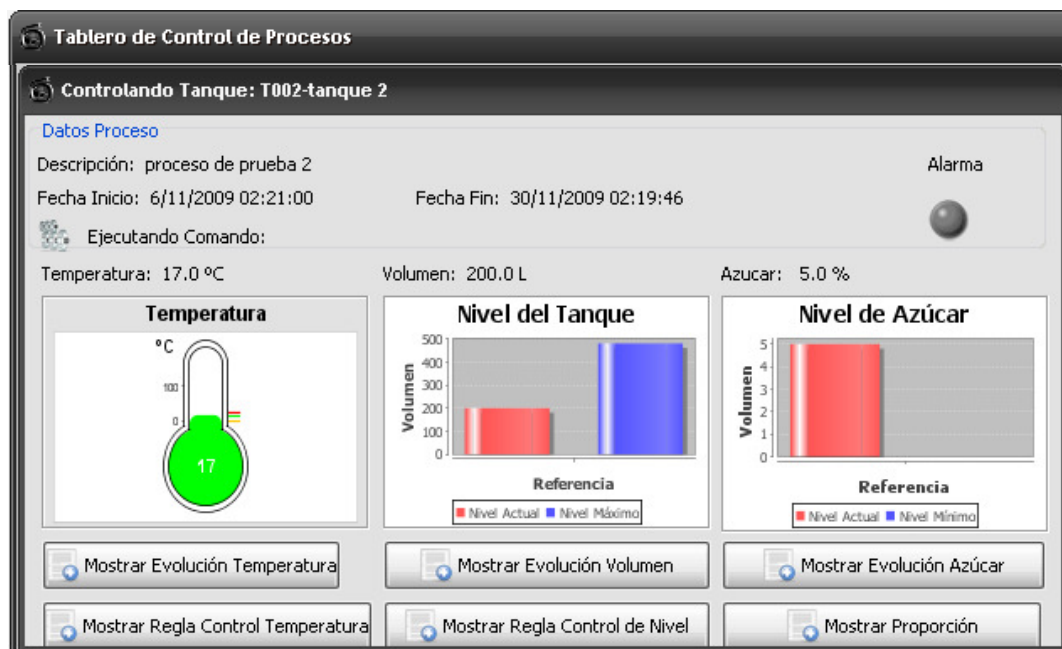 Tablero de Control de Procesos
Controlando Tanque: T002-tanque 2
Datos Proceso
Descripción: proceso de prueba 2
Alarma
Fecha Inicio: 6/11/2009 02:21:00 Fecha Fin: 30/11/2009 02:19:46
Ejecutando Comando:
Temperatura: 17.0 ºC Volumen: 200.0 L Azucar: 5.0 %
Temperatura
°C
100
0
17
Nivel del Tanque
Volumen
500
400
300
200
100
0
Referencia
Nivel Actual Nivel Máximo
Nivel de Azúcar
Volumen
5
4
3
2
1
0
Referencia
Nivel Actual Nivel Mínimo
Mostrar Evolución Temperatura Mostrar Evolución Volumen Mostrar Evolución Azúcar
Mostrar Regla Control Temperatura Mostrar Regla Control de Nivel Mostrar Proporción